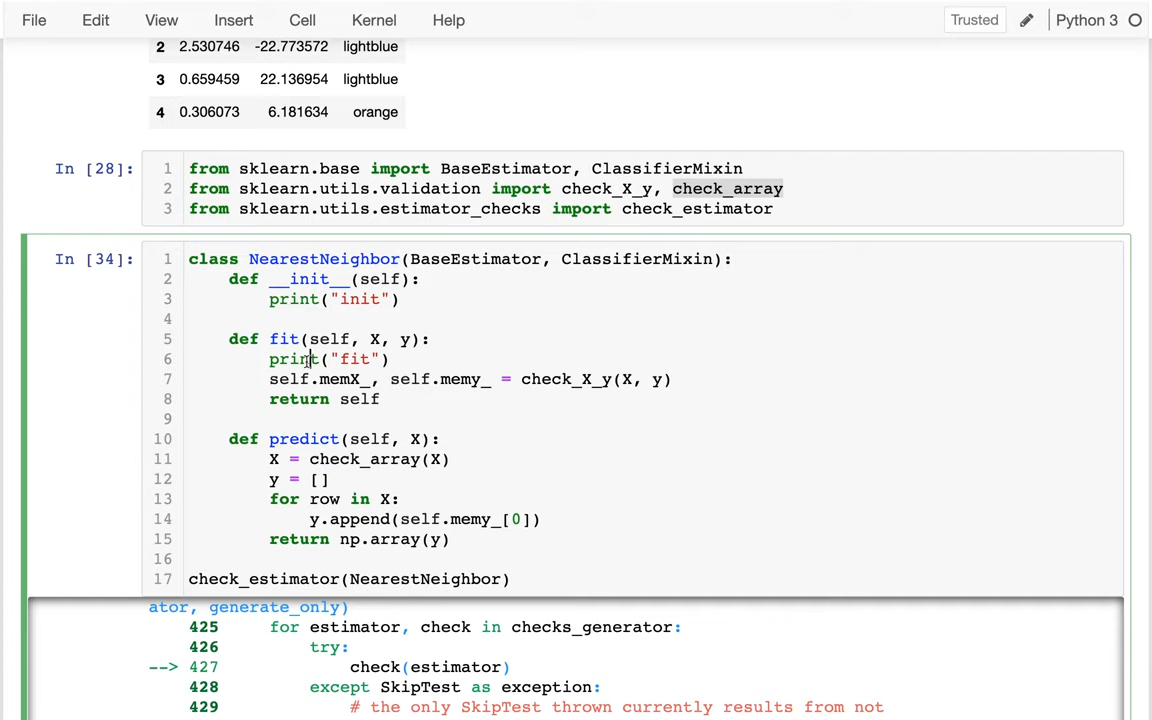 File Edit View Insert Cell Kernel Help Trusted Python 3
2 2.530746 -22.773572 lightblue
3 0.659459 22.136954 lightblue
4 0.306073 6.181634 orange
In [28]: 1 from sklearn.base import BaseEstimator, ClassifierMixin
2 from sklearn.utils.validation import check_X_y, check_array
3 from sklearn.utils.estimator_checks import check_estimator
In [34]: 1 class NearestNeighbor(BaseEstimator, ClassifierMixin):
2 def __init__(self):
3 print("init")
4
5 def fit(self, X, y):
6 print("fit")
7 self.memX_, self.memy_ = check_X_y(X, y)
8 return self
9
10 def predict(self, X):
11 X = check_array(X)
12 y = []
13 for row in X:
14 y.append(self.memy_[0])
15 return np.array(y)
16
17 check_estimator(NearestNeighbor)
ator, generate_only)
425 for estimator, check in checks_generator:
426 try:
--> 427 check(estimator)
428 except SkipTest as exception:
429 # the only SkipTest thrown currently results from not